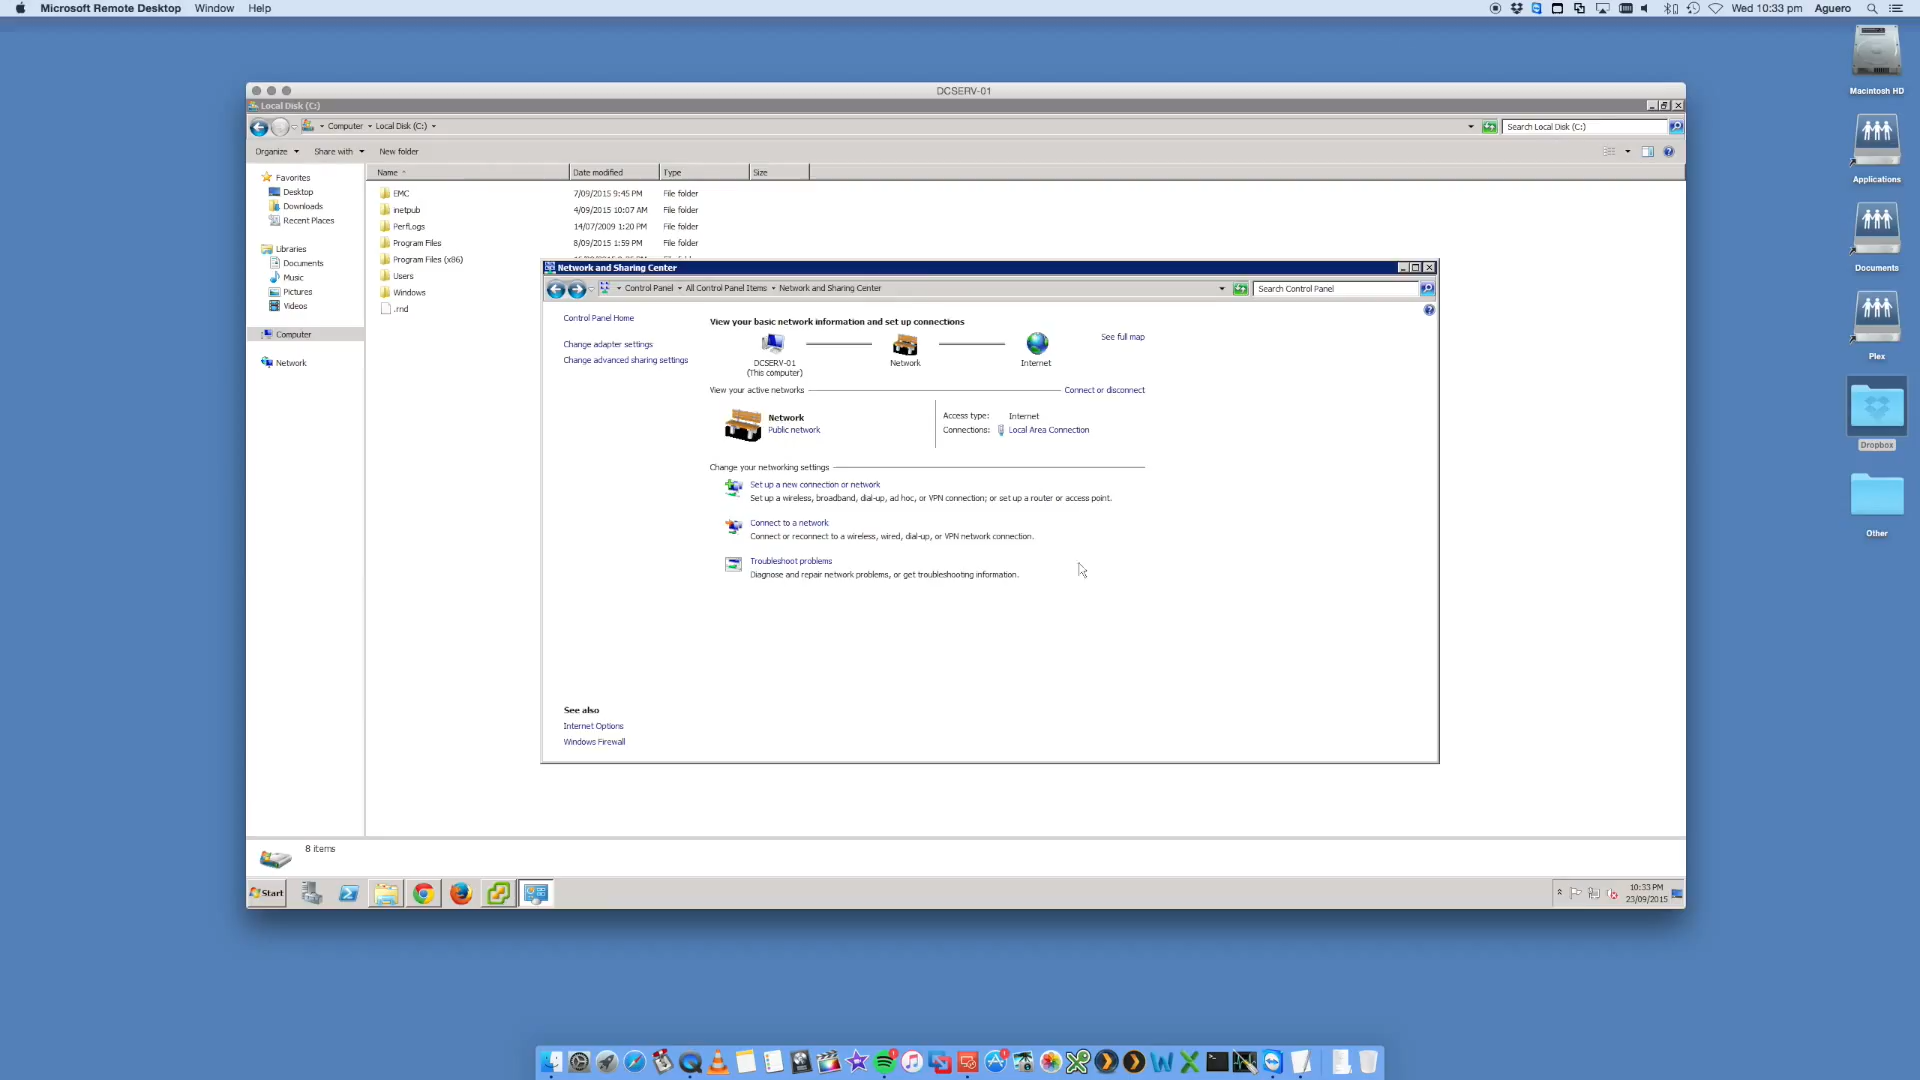 Microsoft Remote Desktop Window Help
Wed 10:33 pm Aguero
Macintosh HD
Applications
Documents
Plex
Dropbox
Other
DCSERV-01
Local Disk (C:)
Computer Local Disk (C:)
Search Local Disk (C:)
Organize Share with New folder
Name Date modified Type Size
Favorites
Desktop
Downloads
Recent Places
Libraries
Documents
Music
Pictures
Videos
Computer
Network
EMC 7/09/2015 9:45 PM File folder
inetpub 4/09/2015 10:07 AM File folder
PerfLogs 14/07/2009 1:20 PM File folder
Program Files 8/09/2015 1:59 PM File folder
Program Files (x86)
Users
Windows
.rnd
Network and Sharing Center
Control Panel All Control Panel Items Network and Sharing Center
Search Control Panel
Control Panel Home
Change adapter settings
Change advanced sharing settings
View your basic network information and set up connections
See full map
DCSERV-01 Network Internet
(This computer)
View your active networks Connect or disconnect
Network
Public network
Access type: Internet
Connections: Local Area Connection
Change your networking settings
Set up a new connection or network
Set up a wireless, broadband, dial-up, ad hoc, or VPN connection; or set up a router or access point.
Connect to a network
Connect or reconnect to a wireless, wired, dial-up, or VPN network connection.
Troubleshoot problems
Diagnose and repair network problems, or get troubleshooting information.
See also
Internet Options
Windows Firewall
8 items
Start
10:33 PM
23/09/2015